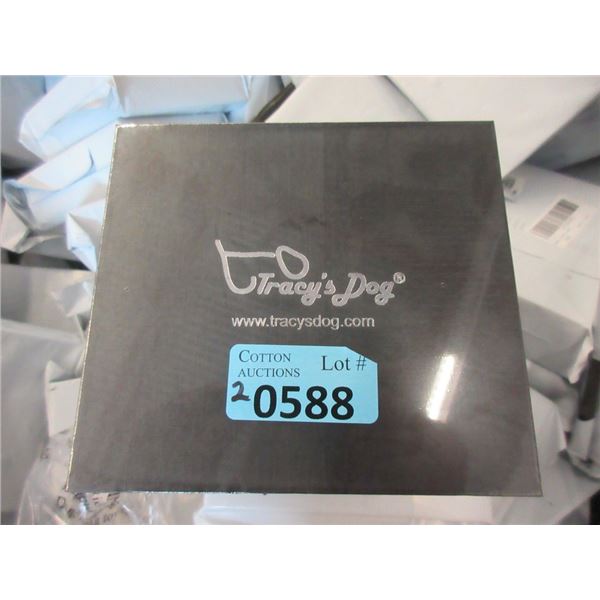 Tracy's Dog®
www.tracysdog.com
COTTON AUCTIONS Lot #
2 0588